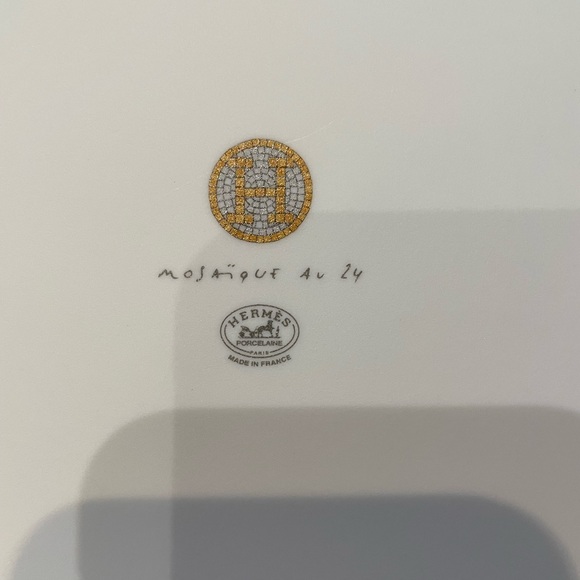 H
MOSAÏQUE AU 24
HERMÈS
PORCELAINE
PARIS
MADE IN FRANCE